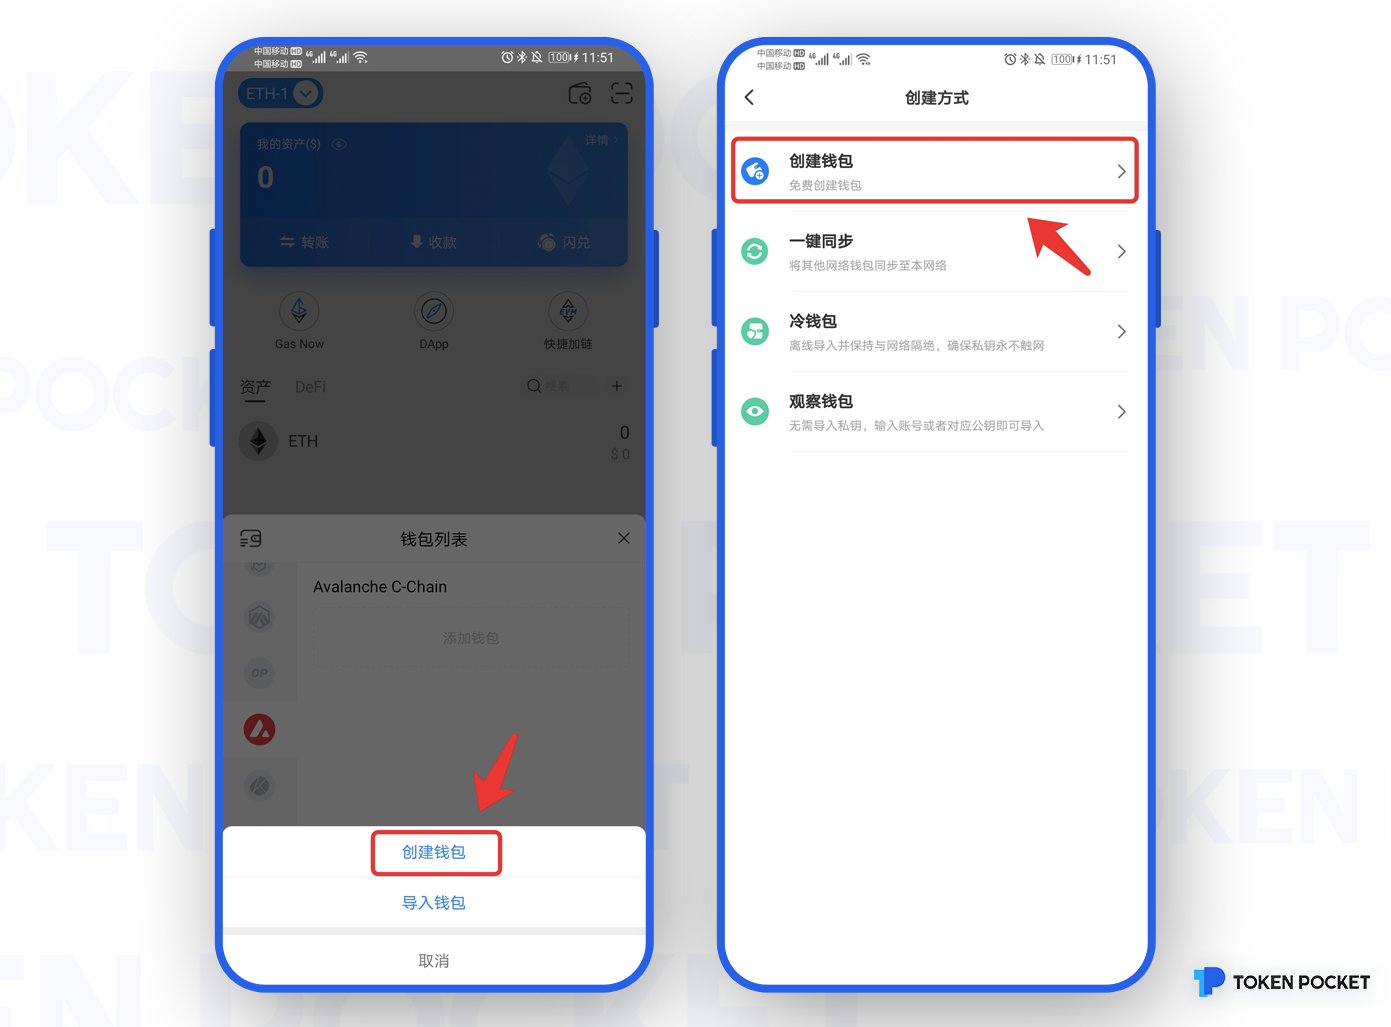 中国移动 HD
中国移动 HD
4G 4G
100 11:51
ETH-1
我的资产($)
详情
0
转账
收款
闪兑
Gas Now
DApp
EVM
快捷加链
资产
DeFi
搜索
+
ETH
0
$ 0
钱包列表
Avalanche C-Chain
添加钱包
OP
创建钱包
导入钱包
取消
中国移动 HD
中国移动 HD
4G 4G
100 11:51
创建方式
创建钱包
免费创建钱包
一键同步
将其他网络钱包同步至本网络
冷钱包
离线导入并保持与网络隔绝，确保私钥永不触网
观察钱包
无需导入私钥，输入账号或者对应公钥即可导入
TOKEN POCKET